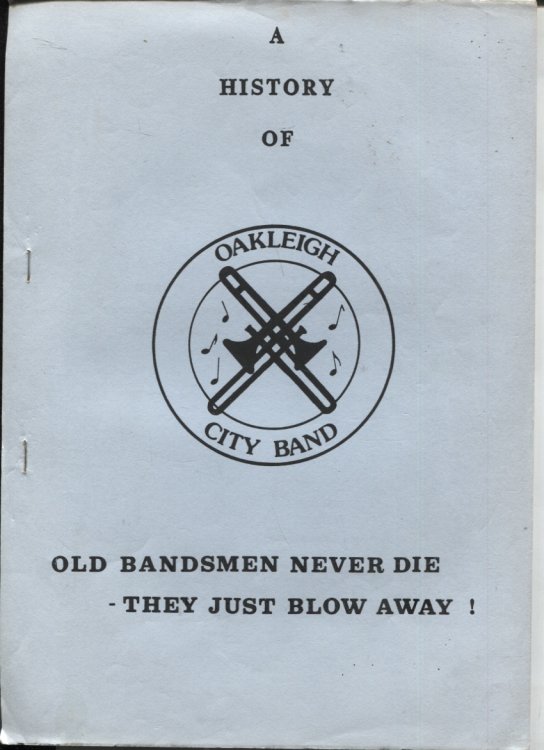 A
HISTORY
OF
OAKLEIGH
CITY BAND
OLD BANDSMEN NEVER DIE
- THEY JUST BLOW AWAY !